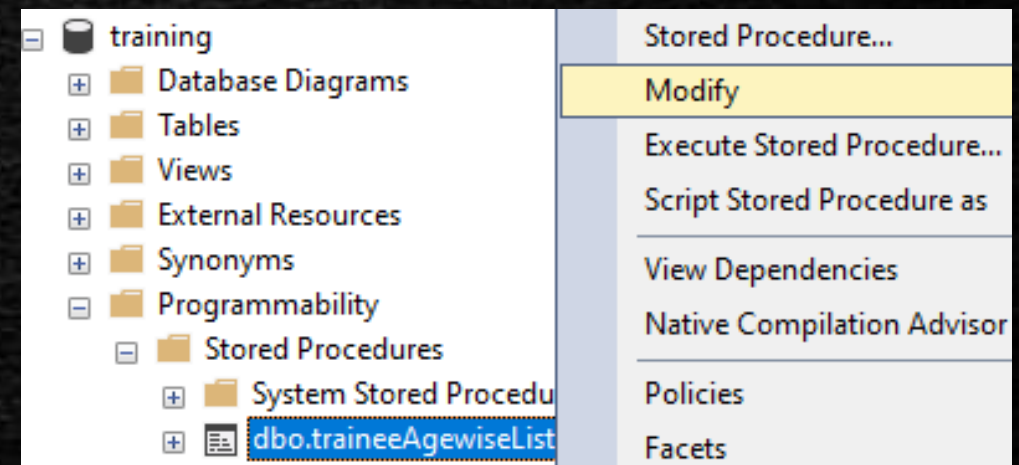 training
Database Diagrams
Tables
Views
External Resources
Synonyms
Programmability
Stored Procedures
System Stored Procedu
dbo.traineeAgewiseList
Stored Procedure...
Modify
Execute Stored Procedure...
Script Stored Procedure as
View Dependencies
Native Compilation Advisor
Policies
Facets